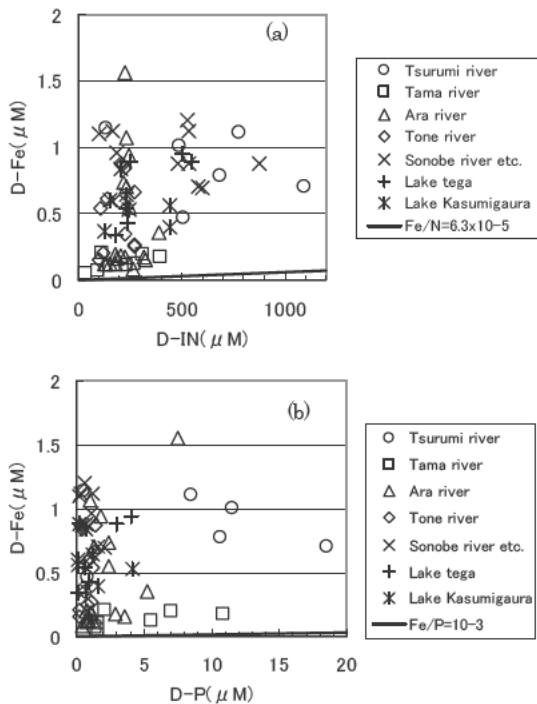 (a)
2
1.5
1
0.5
0
D-Fe(μM)
0
500
1000
D-IN(μM)
Tsurumi river
Tama river
Ara river
Tone river
Sonobe river etc.
Lake tega
Lake Kasumigaura
Fe/N=6.3x10-5
(b)
2
1.5
1
0.5
0
D-Fe(μM)
0
5
10
15
20
D-P(μM)
Tsurumi river
Tama river
Ara river
Tone river
Sonobe river etc.
Lake tega
Lake Kasumigaura
Fe/P=10-3